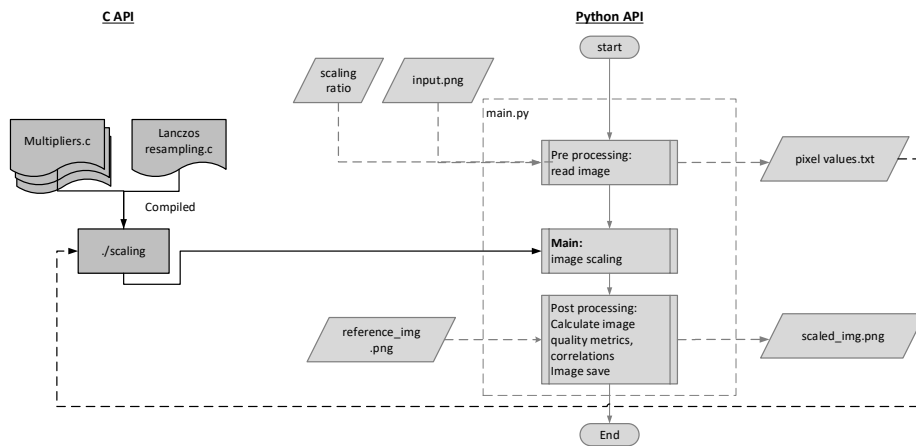 C API
Python API
start
scaling
ratio
input.png
main.py
Multipliers.c
Lanczos
resampling.c
Pre processing:
read image
pixel values.txt
Compiled
./scaling
Main:
image scaling
Post processing:
Calculate image
quality metrics,
correlations
Image save
reference_img
.png
scaled_img.png
End